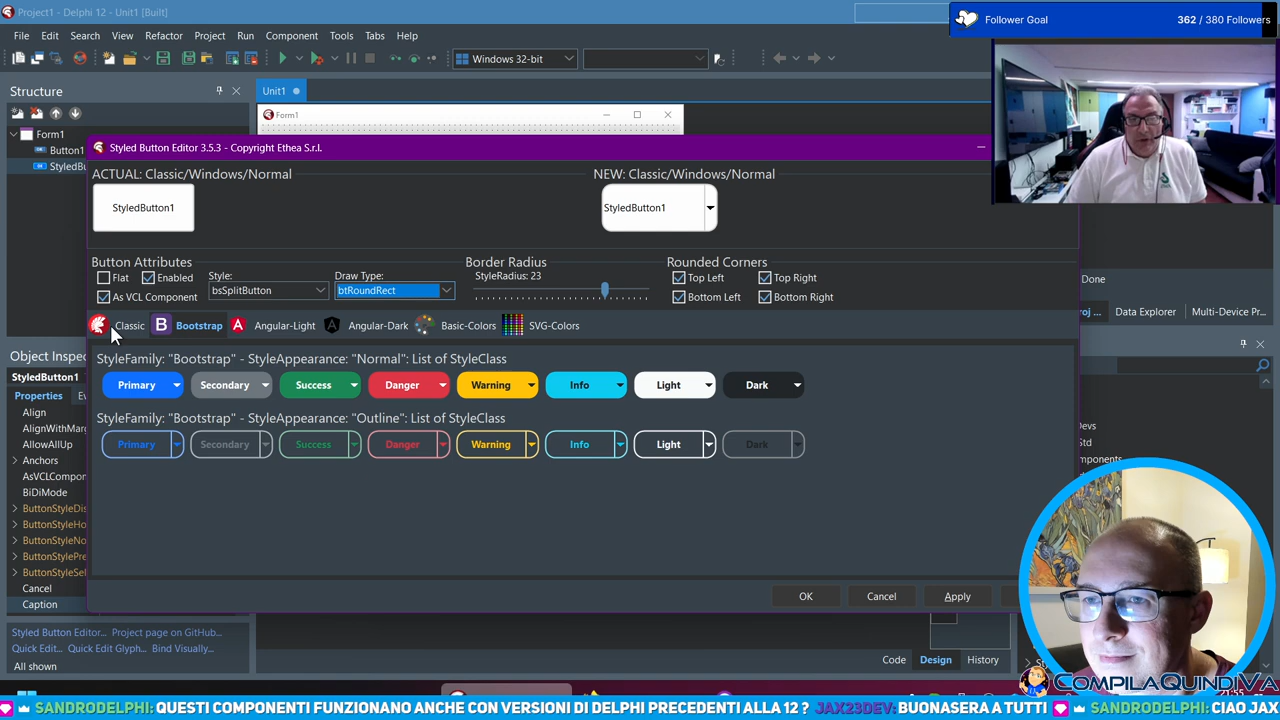 Project1 - Delphi 12 - Unit1 [Built]
Follower Goal
362 / 380 Followers
File Edit Search View Refactor Project Run Component Tools Tabs Help
Windows 32-bit
Structure
Unit1
Form1
Form1
Button1
StyledBu
Styled Button Editor 3.5.3 - Copyright Ethea S.r.l.
ACTUAL: Classic/Windows/Normal
NEW: Classic/Windows/Normal
StyledButton1
StyledButton1
Button Attributes
Border Radius
Rounded Corners
Flat
Enabled
Style:
Draw Type:
StyleRadius: 23
Top Left
Top Right
As VCL Component
bsSplitButton
btRoundRect
Bottom Left
Bottom Right
Done
Classic
B Bootstrap
A Angular-Light
A Angular-Dark
Basic-Colors
SVG-Colors
roj ...
Data Explorer
Multi-Device Pr...
StyleFamily: "Bootstrap" - StyleAppearance: "Normal": List of StyleClass
Primary Secondary Success Danger Warning Info Light Dark
StyleFamily: "Bootstrap" - StyleAppearance: "Outline": List of StyleClass
Primary Secondary Success Danger Warning Info Light Dark
Object Inspec
StyledButton1
Properties
Ev
Align
AlignWithMarg
AllowAllUp
Anchors
AsVCLCompon
BiDiMode
ButtonStyleDis
ButtonStyleHo
ButtonStyleNo
ButtonStylePre
ButtonStyleSel
Cancel
Caption
Devs
Std
mponents
OK
Cancel
Apply
Styled Button Editor... Project page on GitHub...
Quick Edit... Quick Edit Glyph... Bind Visually...
All shown
Code
Design
History
COMPILAQUINDIVA
SANDRODELPHI: QUESTI COMPONENTI FUNZIONANO ANCHE CON VERSIONI DI DELPHI PRECEDENTI ALLA 12 ? JAX23DEV: BUONASERA A TUTTI SANDRODELPHI: CIAO JAX